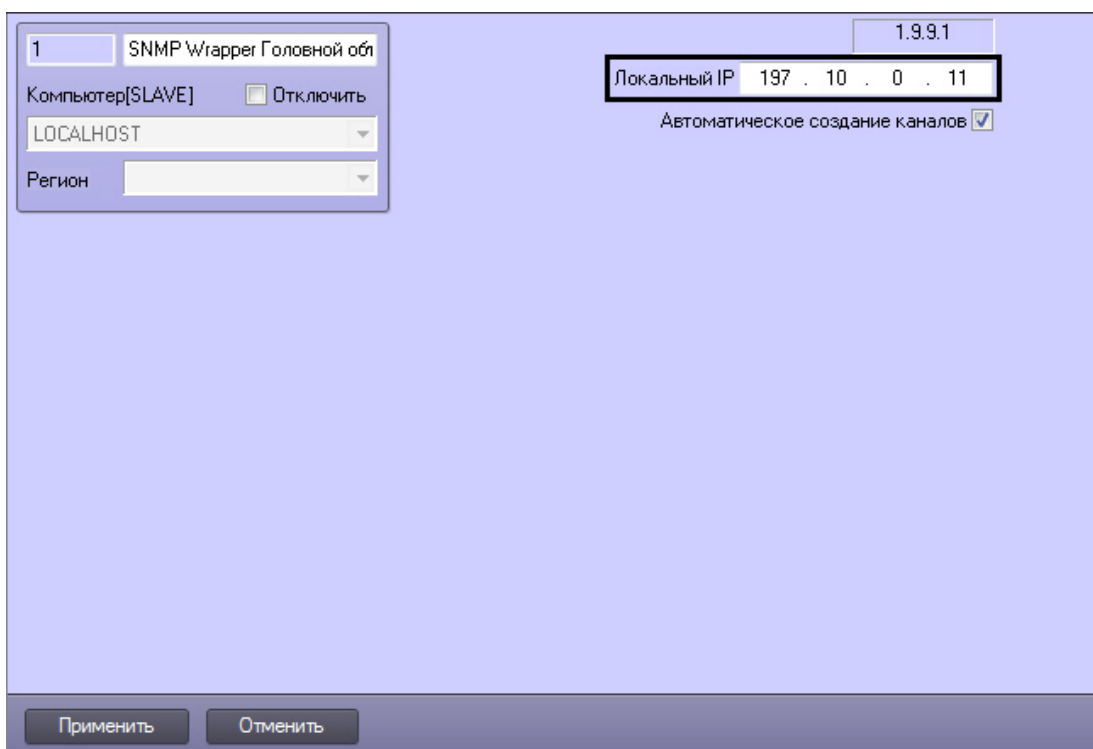 1 SNMP Wrapper Головной объ
Компьютер[SLAVE] Отключить
LOCALHOST
Регион
1.9.9.1
Локальный IP 197 . 10 . 0 . 11
Автоматическое создание каналов
Применить Отменить